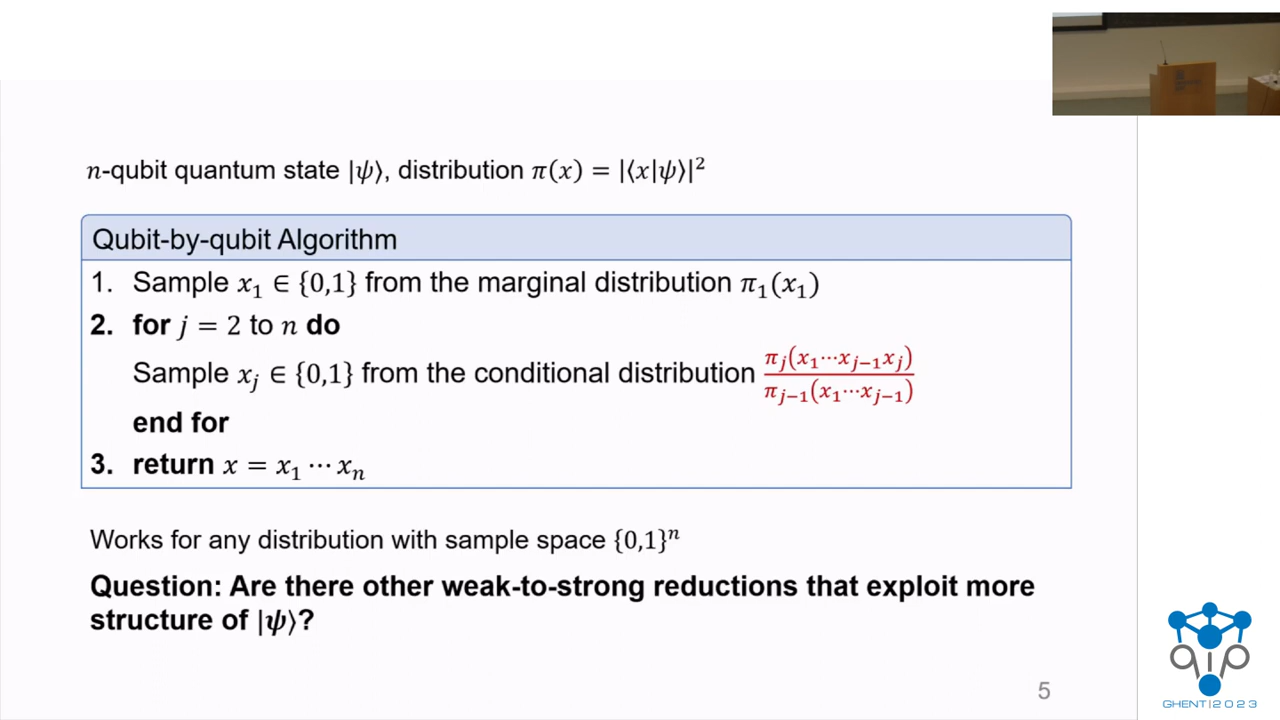 n-qubit quantum state |ψ⟩, distribution π(x) = |⟨x|ψ⟩|²
Qubit-by-qubit Algorithm
1. Sample x₁ ∈ {0,1} from the marginal distribution π₁(x₁)
2. for j = 2 to n do
Sample xⱼ ∈ {0,1} from the conditional distribution πⱼ(x₁⋯xⱼ₋₁xⱼ) / πⱼ₋₁(x₁⋯xⱼ₋₁)
end for
3. return x = x₁ ⋯ xₙ
Works for any distribution with sample space {0,1}ⁿ
Question: Are there other weak-to-strong reductions that exploit more
structure of |ψ⟩?
5
qip
GHENT|2023